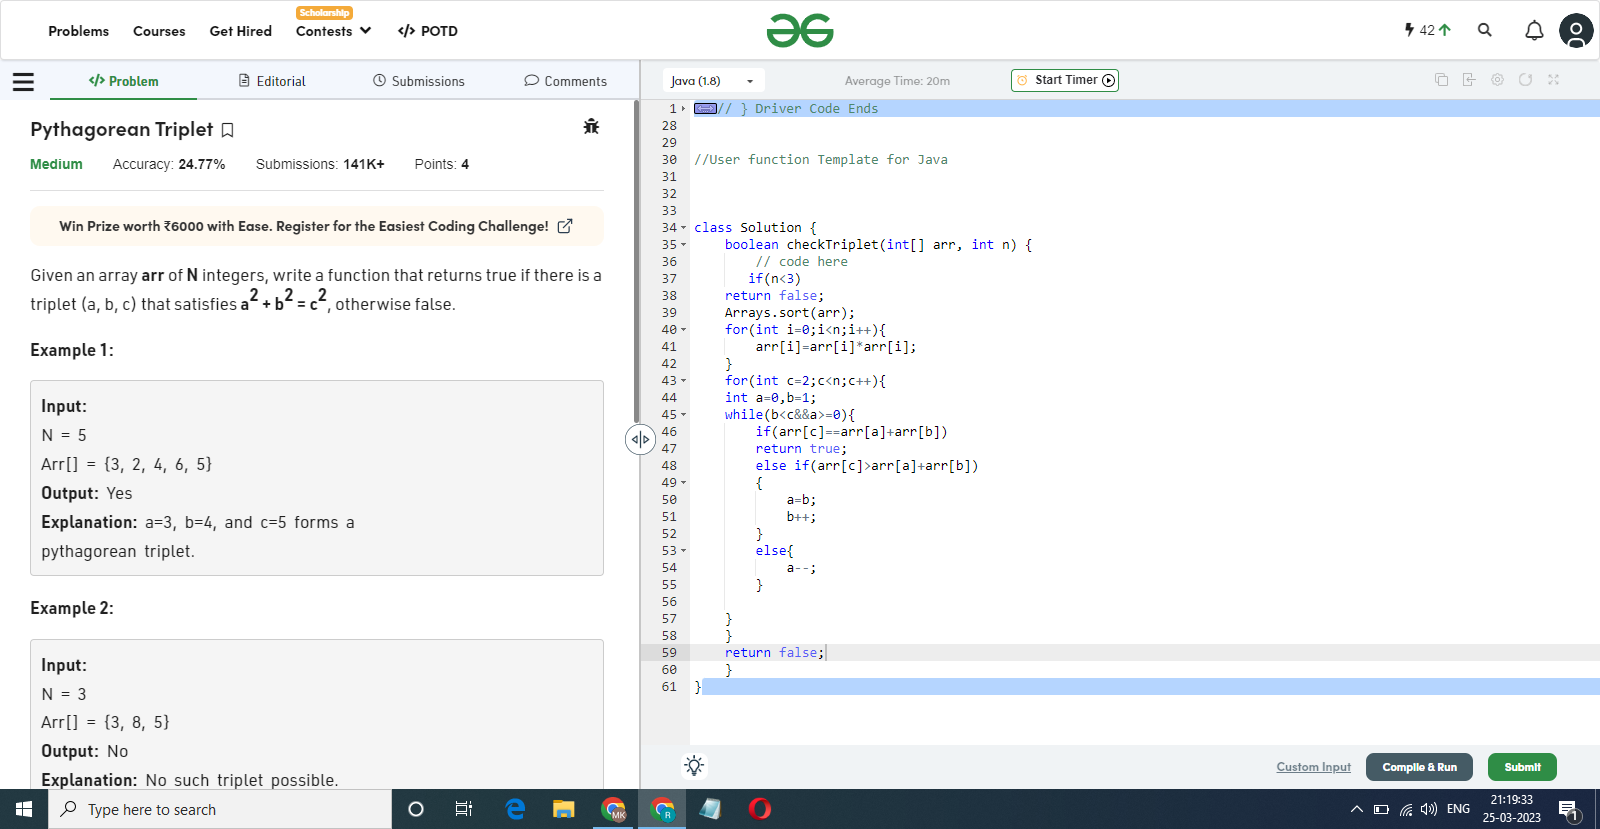 Problems Courses Get Hired Scholarship Contests </> POTD 42
</> Problem Editorial Submissions Comments
Java (1.8) Average Time: 20m Start Timer
Pythagorean Triplet
Medium Accuracy: 24.77% Submissions: 141K+ Points: 4
Win Prize worth ₹6000 with Ease. Register for the Easiest Coding Challenge!
Given an array arr of N integers, write a function that returns true if there is a
triplet (a, b, c) that satisfies a² + b² = c², otherwise false.
Example 1:
Input:
N = 5
Arr[] = {3, 2, 4, 6, 5}
Output: Yes
Explanation: a=3, b=4, and c=5 forms a
pythagorean triplet.
Example 2:
Input:
N = 3
Arr[] = {3, 8, 5}
Output: No
Explanation: No such triplet possible.
1 // } Driver Code Ends
28
29
30 //User function Template for Java
31
32
33
34 class Solution {
35 boolean checkTriplet(int[] arr, int n) {
36 // code here
37 if(n<3)
38 return false;
39 Arrays.sort(arr);
40 for(int i=0;i<n;i++){
41 arr[i]=arr[i]*arr[i];
42 }
43 for(int c=2;c<n;c++){
44 int a=0,b=1;
45 while(b<c&&a>=0){
46 if(arr[c]==arr[a]+arr[b])
47 return true;
48 else if(arr[c]>arr[a]+arr[b])
49 {
50 a=b;
51 b++;
52 }
53 else{
54 a--;
55 }
56
57 }
58 }
59 return false;
60 }
61 }
Custom Input Compile & Run Submit
Type here to search MK R ENG 21:19:33
25-03-2023 1